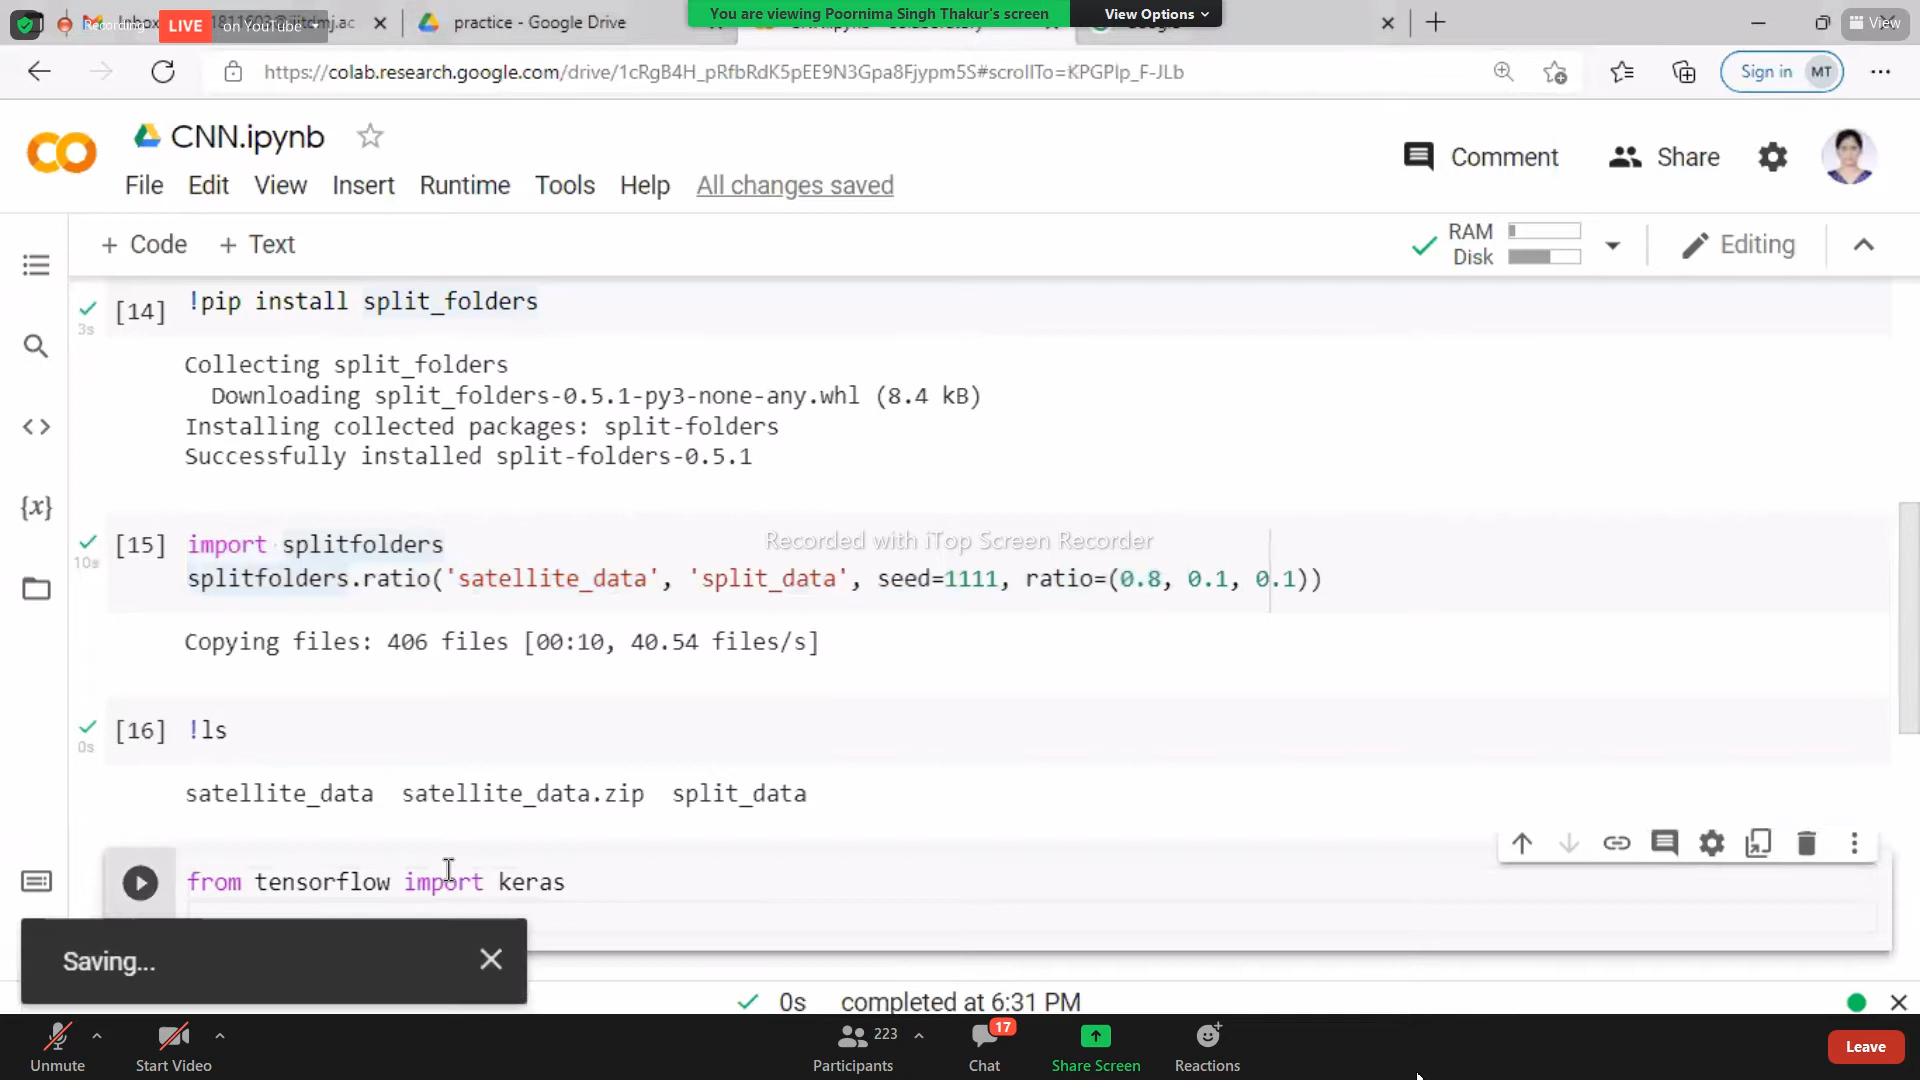 Recording
LIVE on YouTube
practice - Google Drive
You are viewing Poornima Singh Thakur's screen
View Options
View
https://colab.research.google.com/drive/1cRgB4H_pRfbRdK5pEE9N3Gpa8Fjypm5S#scrollTo=KPGPlp_F-JLb
Sign in MT
CNN.ipynb
Comment
Share
File Edit View Insert Runtime Tools Help All changes saved
+ Code + Text
RAM
Disk
Editing
[14] !pip install split_folders
3s
Collecting split_folders
Downloading split_folders-0.5.1-py3-none-any.whl (8.4 kB)
Installing collected packages: split-folders
Successfully installed split-folders-0.5.1
Recorded with iTop Screen Recorder
[15] import splitfolders
10s
splitfolders.ratio('satellite_data', 'split_data', seed=1111, ratio=(0.8, 0.1, 0.1))
Copying files: 406 files [00:10, 40.54 files/s]
[16] !ls
0s
satellite_data satellite_data.zip split_data
from tensorflow import keras
Saving...
0s completed at 6:31 PM
Unmute
Start Video
223
Participants
17
Chat
Share Screen
Reactions
Leave